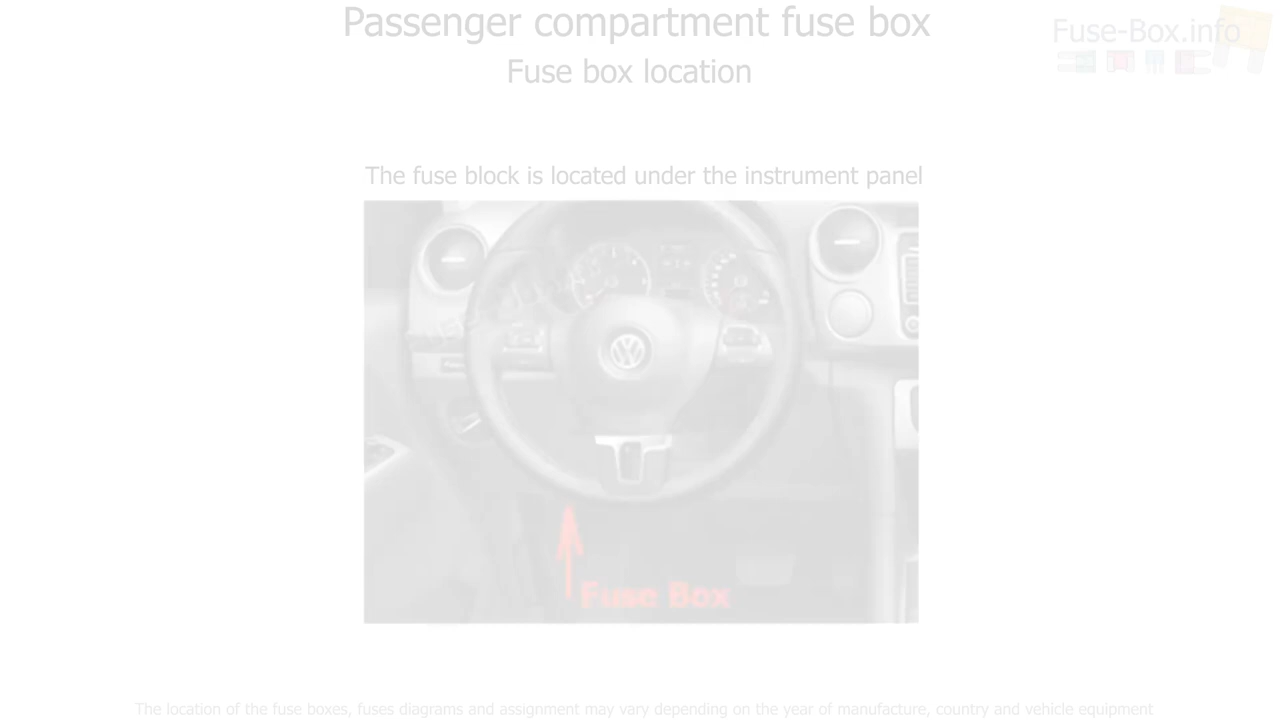 Passenger compartment fuse box
Fuse-Box.info
Fuse box location
The fuse block is located under the instrument panel
Fuse Box
The location of the fuse boxes, fuses diagrams and assignment may vary depending on the year of manufacture, country and vehicle equipment